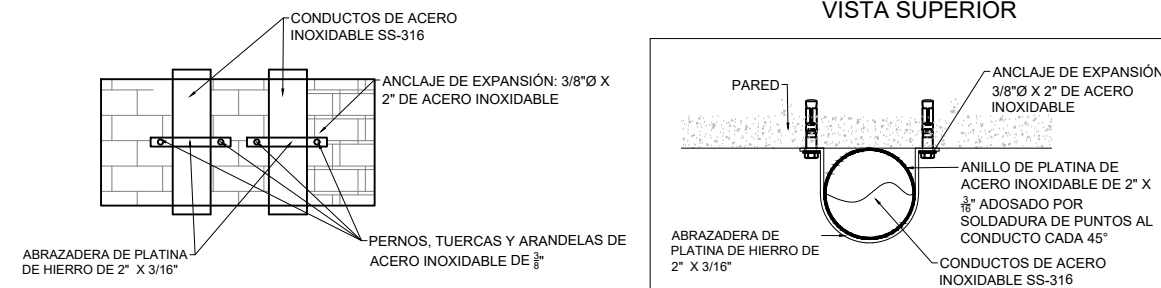 CONDUCTOS DE ACERO
INOXIDABLE SS-316
ANCLAJE DE EXPANSIÓN: 3/8"Ø X
2" DE ACERO INOXIDABLE
ABRAZADERA DE PLATINA
DE HIERRO DE 2" X 3/16"
PERNOS, TUERCAS Y ARANDELAS DE
ACERO INOXIDABLE DE 3/8"
VISTA SUPERIOR
PARED
ANCLAJE DE EXPANSIÓN
3/8"Ø X 2" DE ACERO
INOXIDABLE
ANILLO DE PLATINA DE
ACERO INOXIDABLE DE 2" X
3/16" ADOSADO POR
SOLDADURA DE PUNTOS AL
CONDUCTO CADA 45°
ABRAZADERA DE
PLATINA DE HIERRO DE
2" X 3/16"
CONDUCTOS DE ACERO
INOXIDABLE SS-316